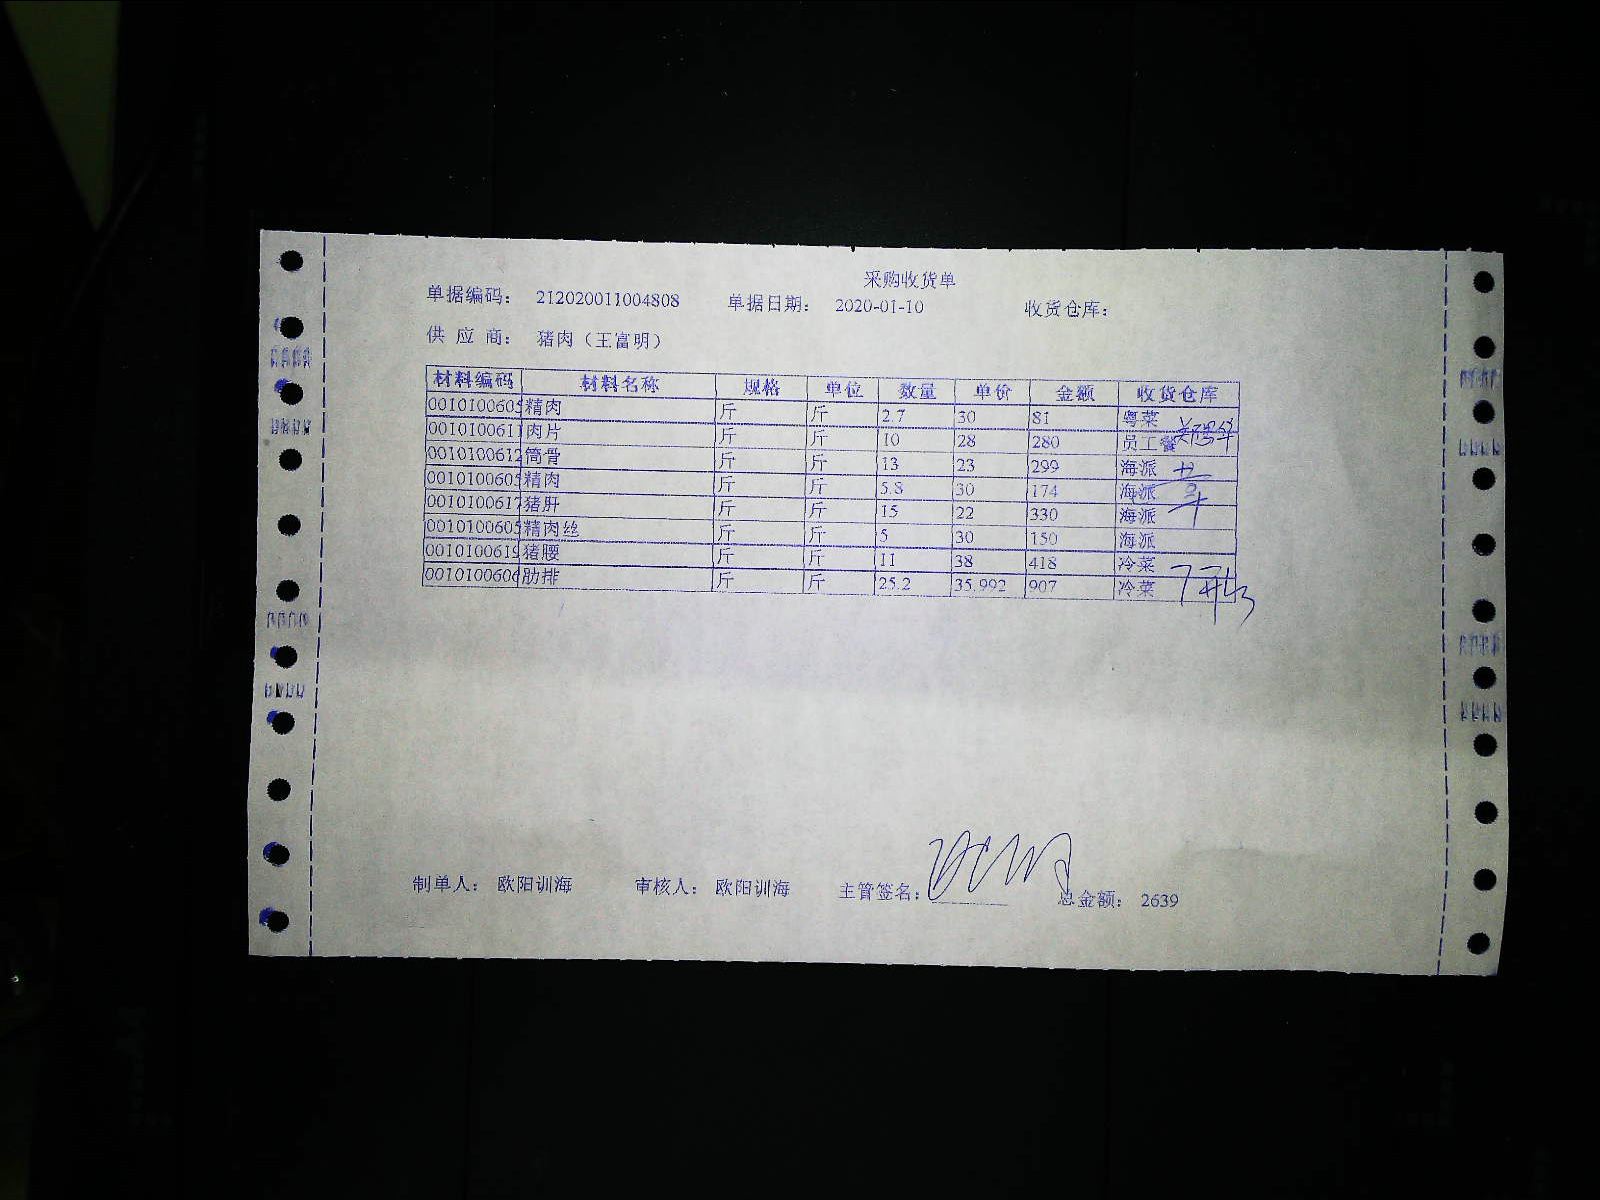 采购收货单
单据编码： 212020011004808 单据日期： 2020-01-10 收货仓库：
供 应 商： 猪肉（王富明）
材料编码 材料名称 规格 单位 数量 单价 金额 收货仓库
0010100605 精肉 斤 斤 2.7 30 81 粤菜
0010100611 肉片 斤 斤 10 28 280 员工餐
0010100612 筒骨 斤 斤 13 23 299 海派
0010100605 精肉 斤 斤 5.8 30 174 海派
0010100617 猪肝 斤 斤 15 22 330 海派
0010100605 精肉丝 斤 斤 5 30 150 海派
0010100619 猪腰 斤 斤 11 38 418 冷菜
0010100606 肋排 斤 斤 25.2 35.992 907 冷菜
制单人： 欧阳训海 审核人： 欧阳训海 主管签名： 总金额： 2639